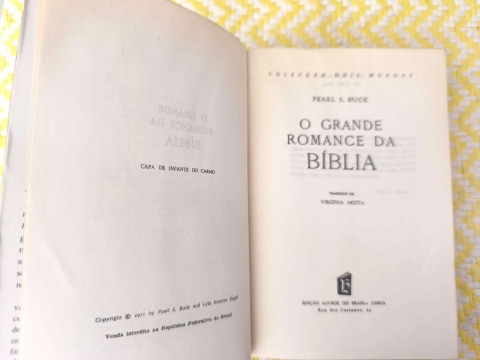 CAPA DE INFANTE DO CARMO
Copyright © 1971 by Pearl S. Buck and Lyle Kenyon Engel
Venda interdita na República Federativa do Brasil
COLECÇÃO DOIS MUNDOS
PEARL S. BUCK
O GRANDE
ROMANCE DA
BÍBLIA
TRADUÇÃO DE
VIRGÍNIA MOTTA
EDIÇÃO «LIVROS DO BRASIL» LISBOA
Rua dos Caetanos, 22